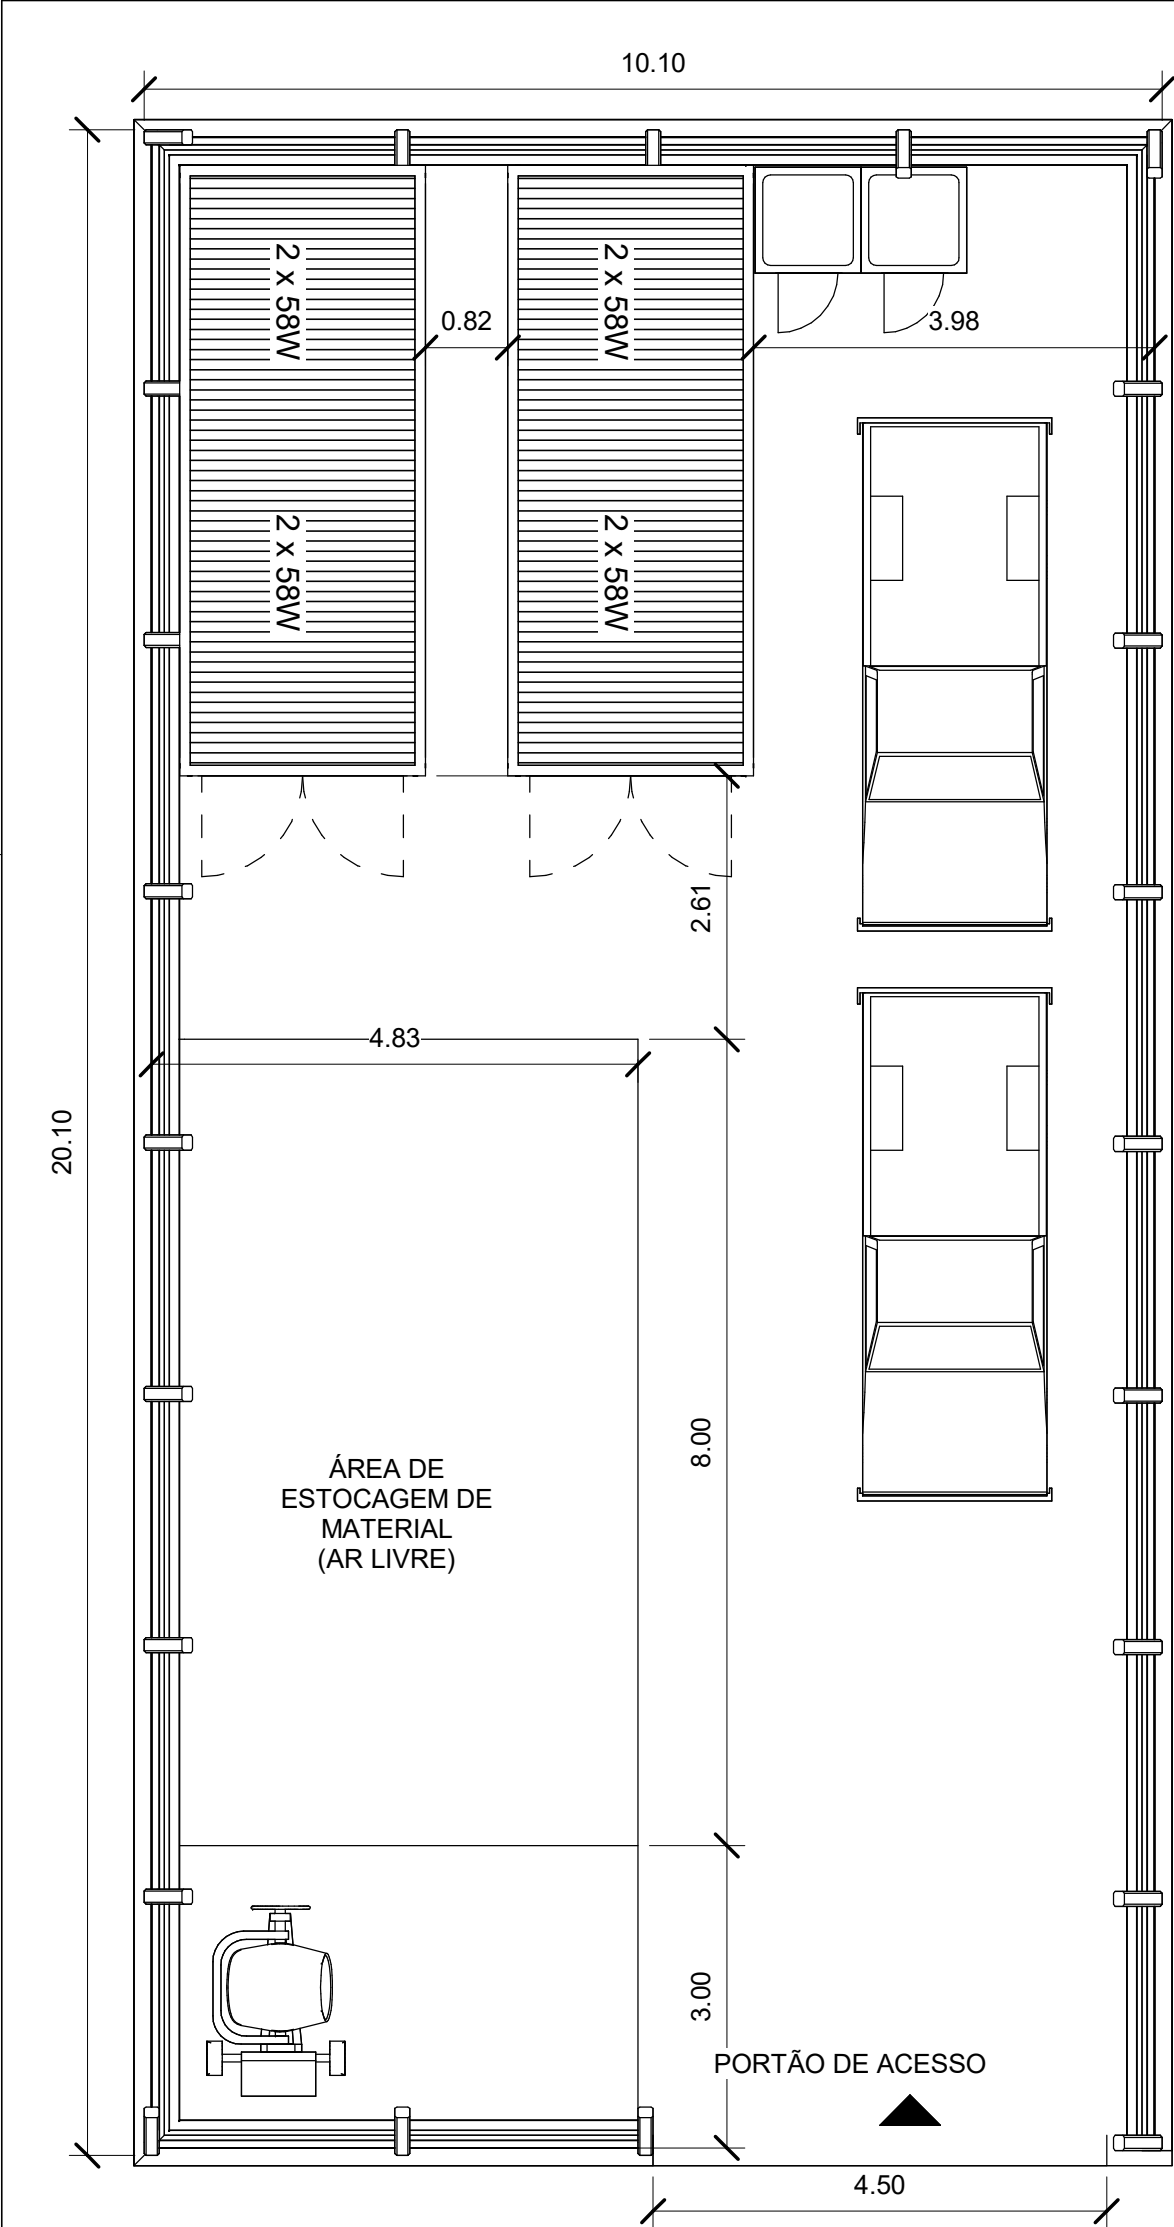 10.10
2 x 58W
2 x 58W
0.82
3.98
2 x 58W
2 x 58W
2.61
4.83
20.10
8.00
ÁREA DE
ESTOCAGEM DE
MATERIAL
(AR LIVRE)
3.00
PORTÃO DE ACESSO
4.50